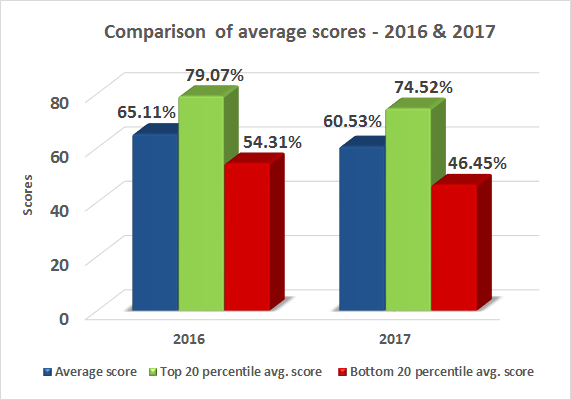 Comparison of average scores - 2016 & 2017
79.07%
74.52%
80
65.11%
60.53%
54.31%
46.45%
60
Scores
40
20
0
2016
2017
Average score
Top 20 percentile avg. score
Bottom 20 percentile avg. score